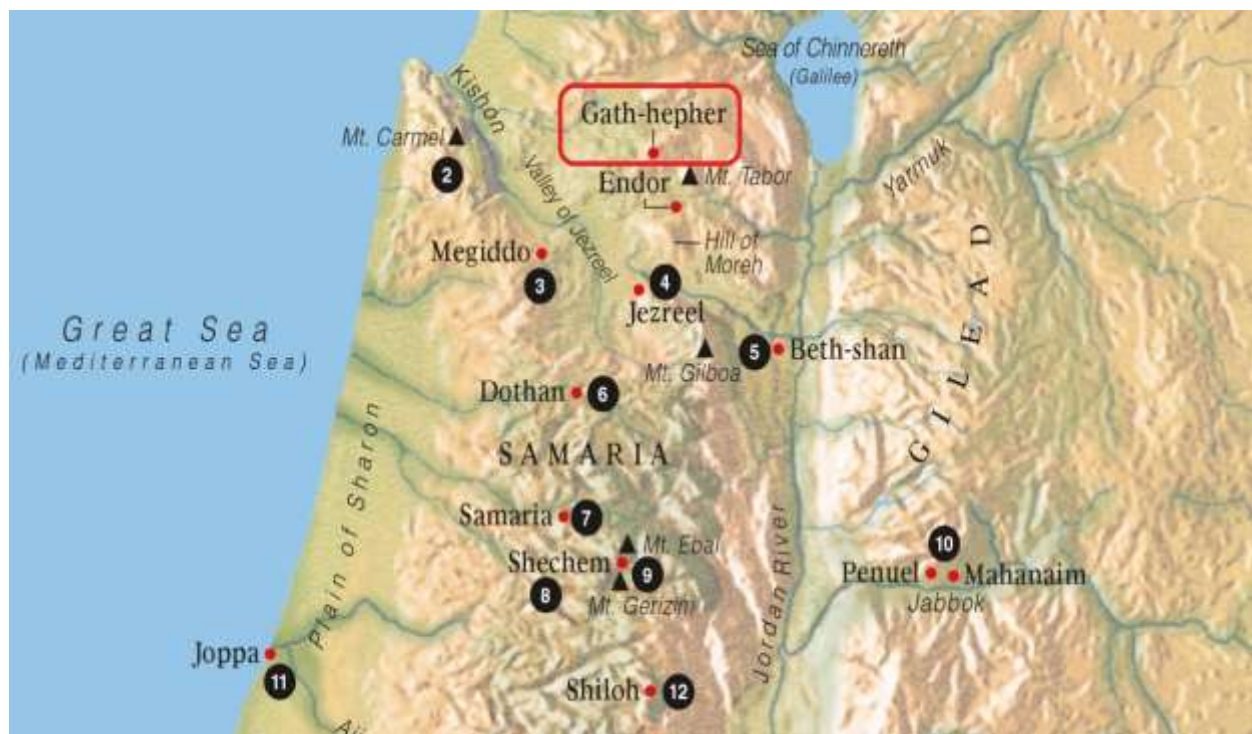 Sea of Chinnereth
(Galilee)
Kishon
Gath-hepher
Mt. Carmel
2
Endor
Mt. Tabor
Yarmuk
Valley of Jezreel
Hill of
Moreh
Megiddo
3
4
Jezreel
GILEAD
Great Sea
(Mediterranean Sea)
5
Beth-shan
Mt. Gilboa
Dothan
6
SAMARIA
Plain of Sharon
Samaria
7
Mt. Ebal
Shechem
9
8
Mt. Gerizim
Jordan River
10
Penuel
Mahanaim
Jabbok
Joppa
11
Shiloh
12